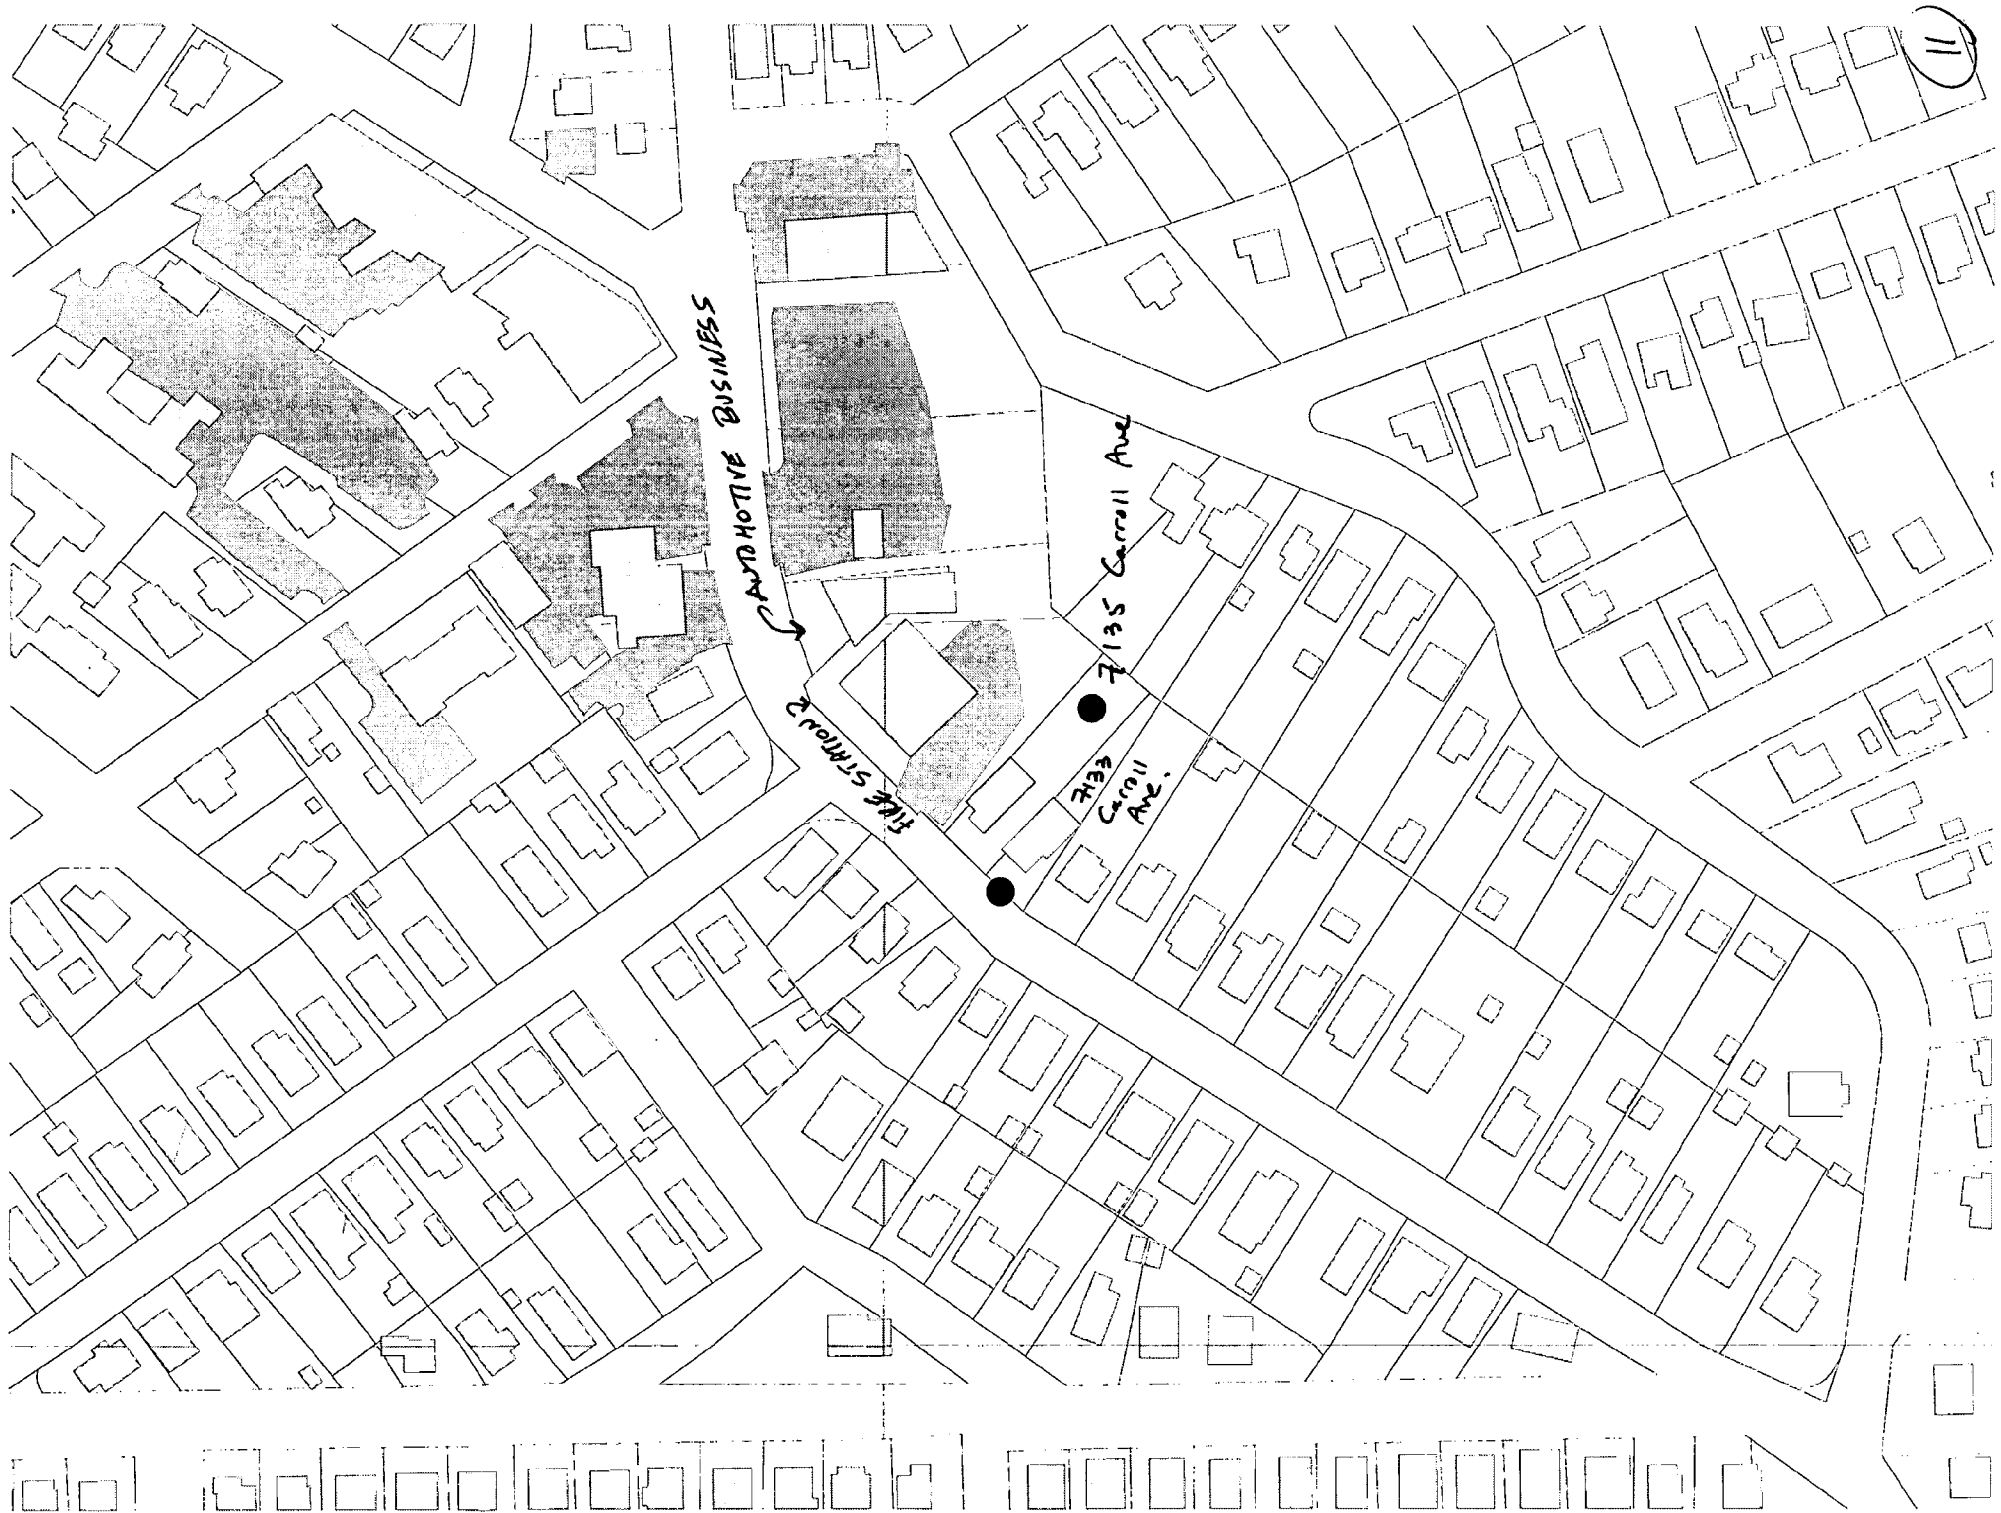 11
AUTOMOTIVE BUSINESS
FIRE STATION
7135 Carroll Ave
7133
Carroll
Ave.